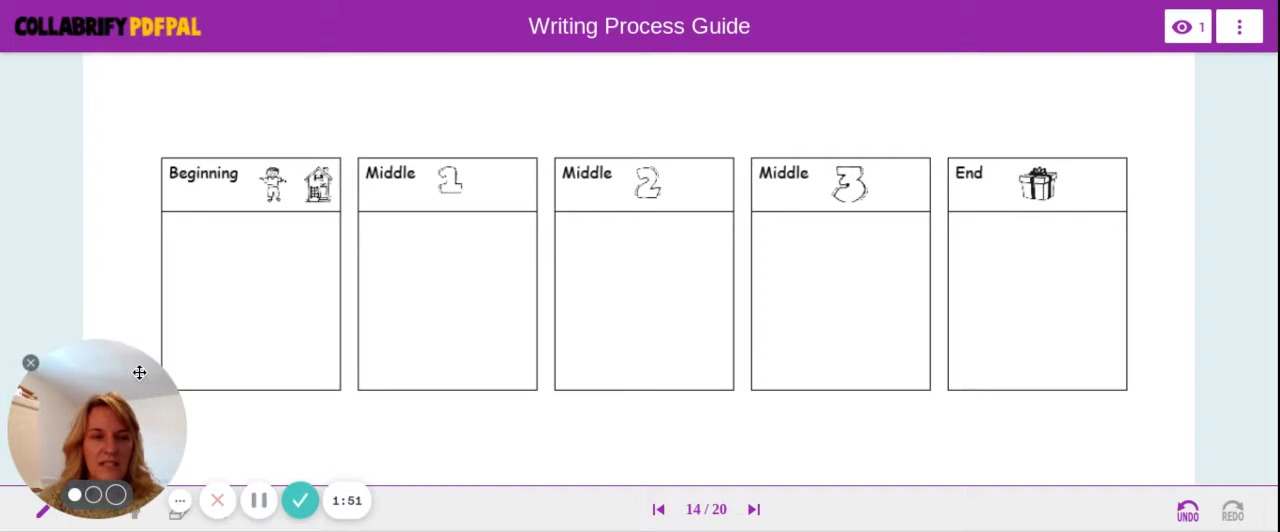 COLLABRIFY PDFPAL
Writing Process Guide
1
Beginning
Middle 1
Middle 2
Middle 3
End
1:51
14 / 20
UNDO
REDO